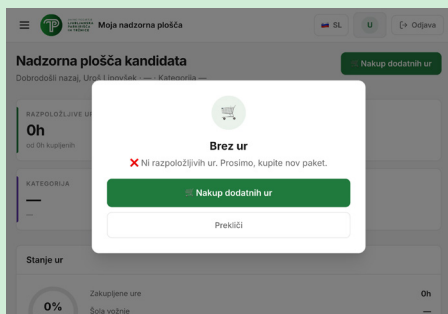 Moja nadzorna plošča
SL
U
Odjava
Nadzorna plošča kandidata
Nakup dodatnih ur
Dobrodošli nazaj, Uroš Lipovšek · — · Kategorija —
RAZPOLOŽLJIVE
0h
od 0h kupljenih
Brez ur
❌ Ni razpoložljivih ur. Prosimo, kupite nov paket.
Nakup dodatnih ur
Prekliči
KATEGORIJA
—
—
Stanje ur
0%
Zakupljene ure
0h
Šola vožnje
—